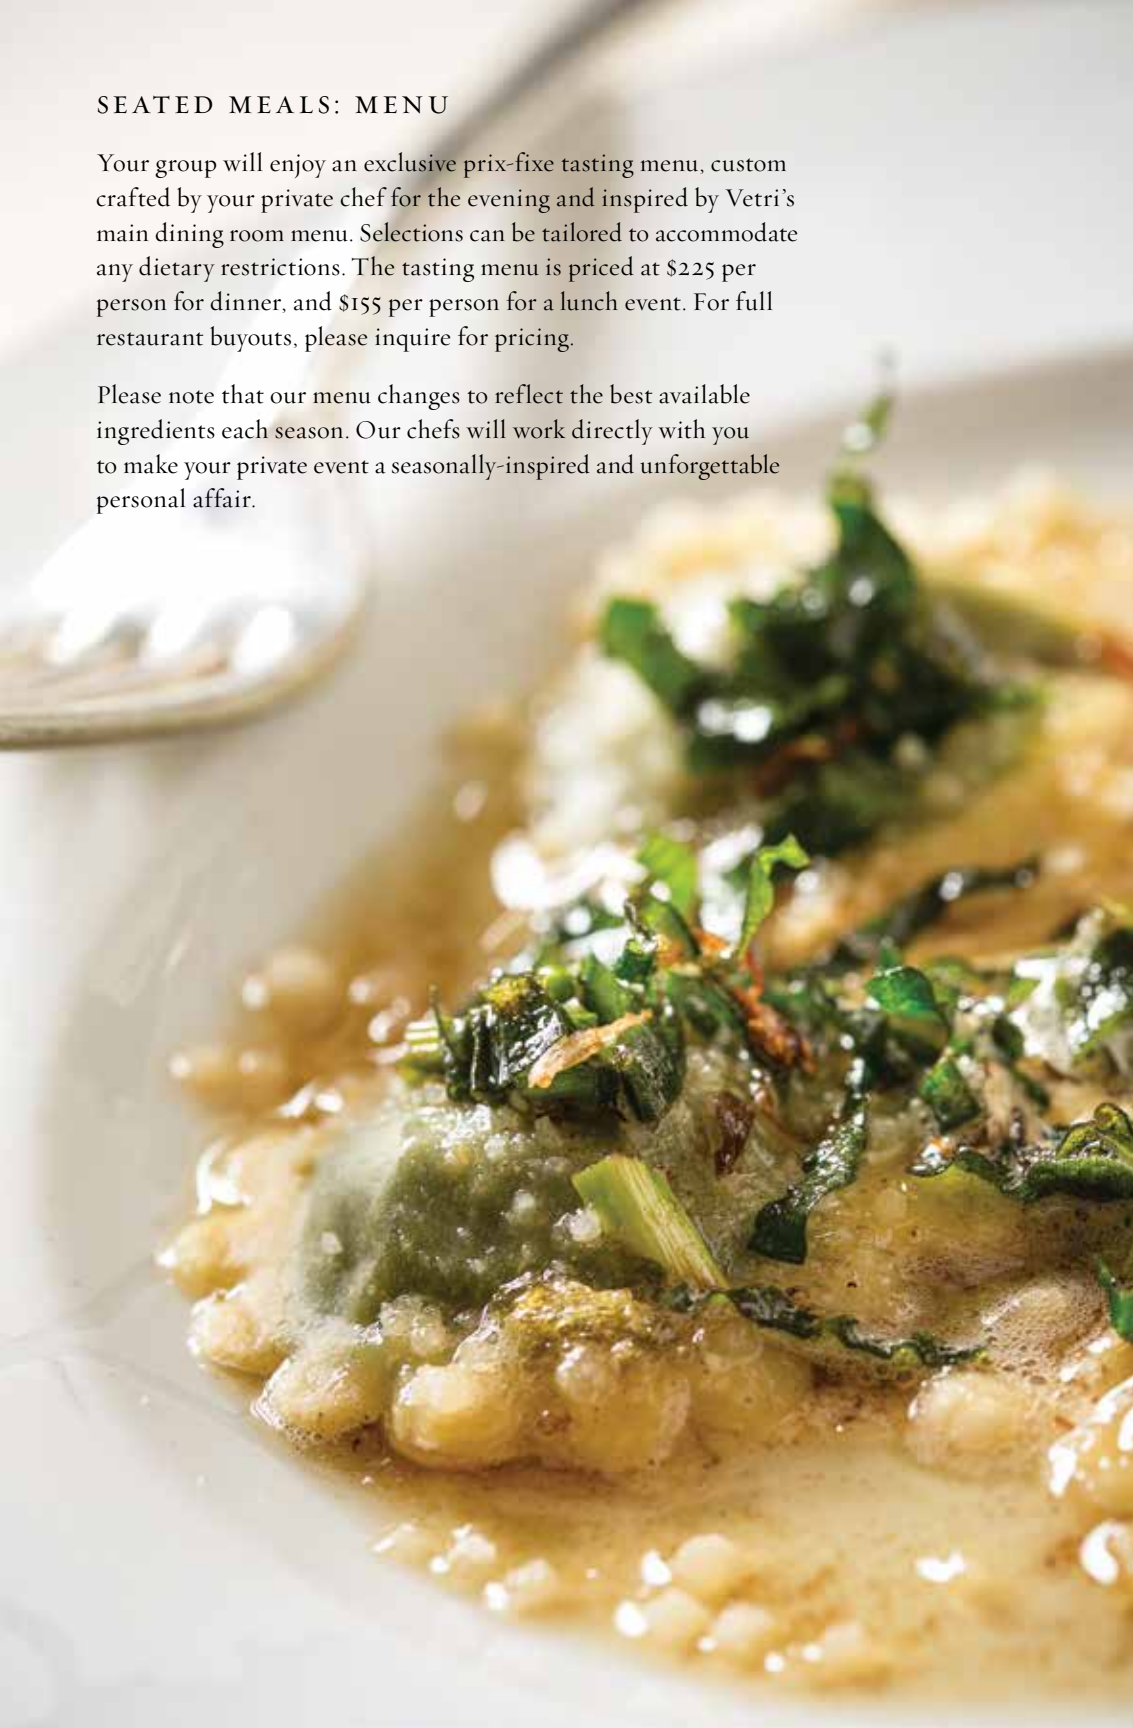 SEATED MEALS: MENU
Your group will enjoy an exclusive prix-fixe tasting menu, custom
crafted by your private chef for the evening and inspired by Vetri’s
main dining room menu. Selections can be tailored to accommodate
any dietary restrictions. The tasting menu is priced at $225 per
person for dinner, and $155 per person for a lunch event. For full
restaurant buyouts, please inquire for pricing.
Please note that our menu changes to reflect the best available
ingredients each season. Our chefs will work directly with you
to make your private event a seasonally-inspired and unforgettable
personal affair.